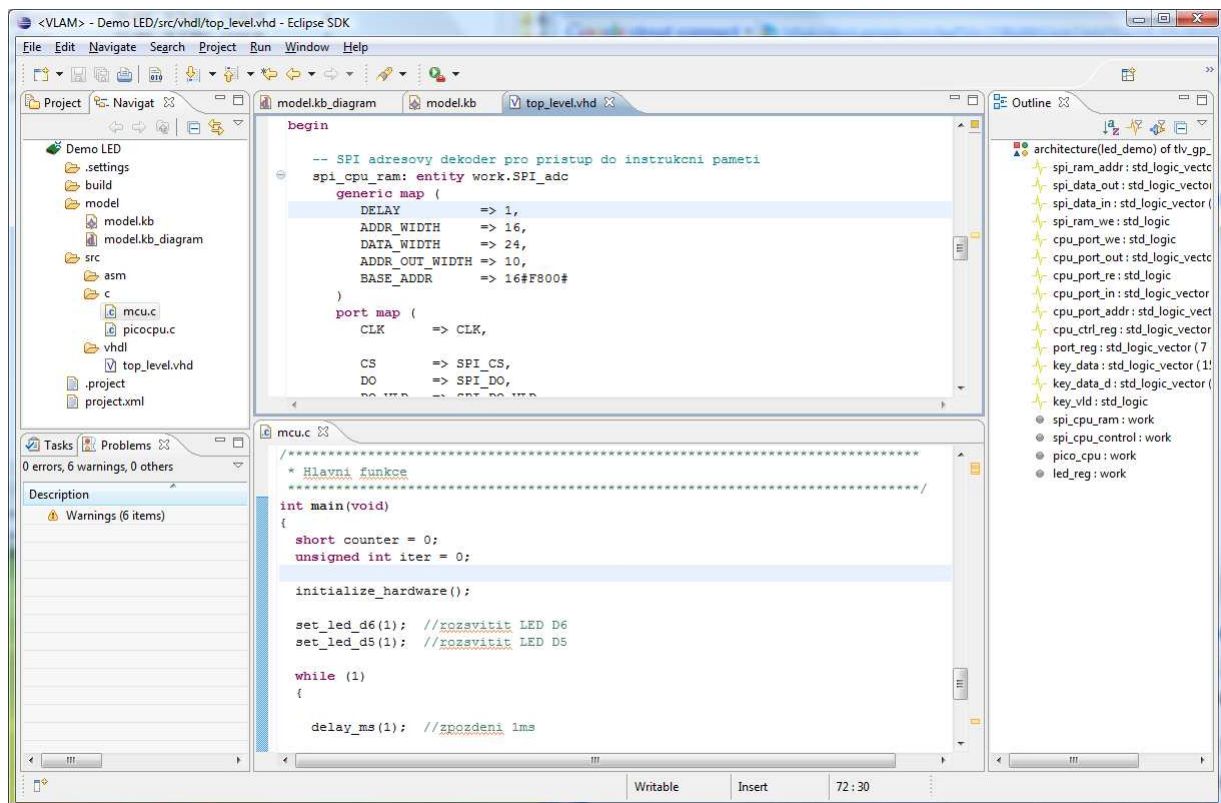 <VLAM> - Demo LED/src/vhdl/top_level.vhd - Eclipse SDK
File Edit Navigate Search Project Run Window Help
Project Navigat
Demo LED
.settings
build
model
model.kb
model.kb_diagram
src
asm
c
mcu.c
picocpu.c
vhdl
top_level.vhd
.project
project.xml
Tasks Problems
0 errors, 6 warnings, 0 others
Description
Warnings (6 items)
model.kb_diagram model.kb top_level.vhd
begin
-- SPI adresovy dekoder pro pristup do instrukcni pameti
spi_cpu_ram: entity work.SPI_adc
generic map (
DELAY => 1,
ADDR_WIDTH => 16,
DATA_WIDTH => 24,
ADDR_OUT_WIDTH => 10,
BASE_ADDR => 16#F800#
)
port map (
CLK => CLK,
CS => SPI_CS,
DO => SPI_DO,
DO_VLD => SPI_DO_VLD
mcu.c
/*******************************************************************************
* Hlavni funkce
*******************************************************************************/
int main(void)
{
short counter = 0;
unsigned int iter = 0;
initialize_hardware();
set_led_d6(1); //rozsvitit LED D6
set_led_d5(1); //rozsvitit LED D5
while (1)
{
delay_ms(1); //zpozdeni 1ms
Outline
architecture(led_demo) of tlv_gp_
spi_ram_addr : std_logic_vectc
spi_data_out : std_logic_vector
spi_data_in : std_logic_vector (
spi_ram_we : std_logic
cpu_port_we : std_logic
cpu_port_out : std_logic_vectc
cpu_port_re : std_logic
cpu_port_in : std_logic_vector
cpu_port_addr : std_logic_vect
cpu_ctrl_reg : std_logic_vector
port_reg : std_logic_vector ( 7
key_data : std_logic_vector ( 15
key_data_d : std_logic_vector (
key_vld : std_logic
spi_cpu_ram : work
spi_cpu_control : work
pico_cpu : work
led_reg : work
Writable Insert 72 : 30